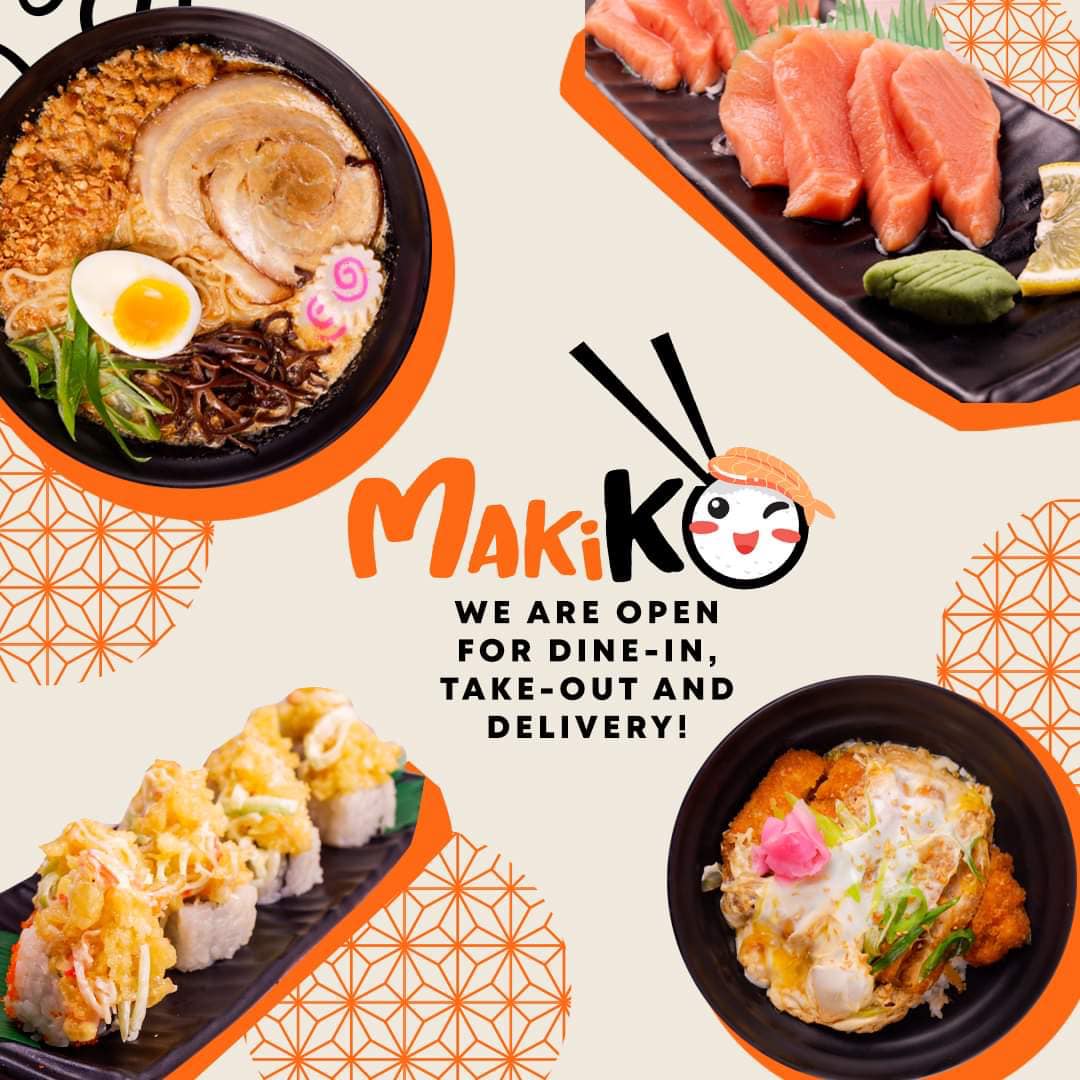 MAKiKO
WE ARE OPEN
FOR DINE-IN,
TAKE-OUT AND
DELIVERY!